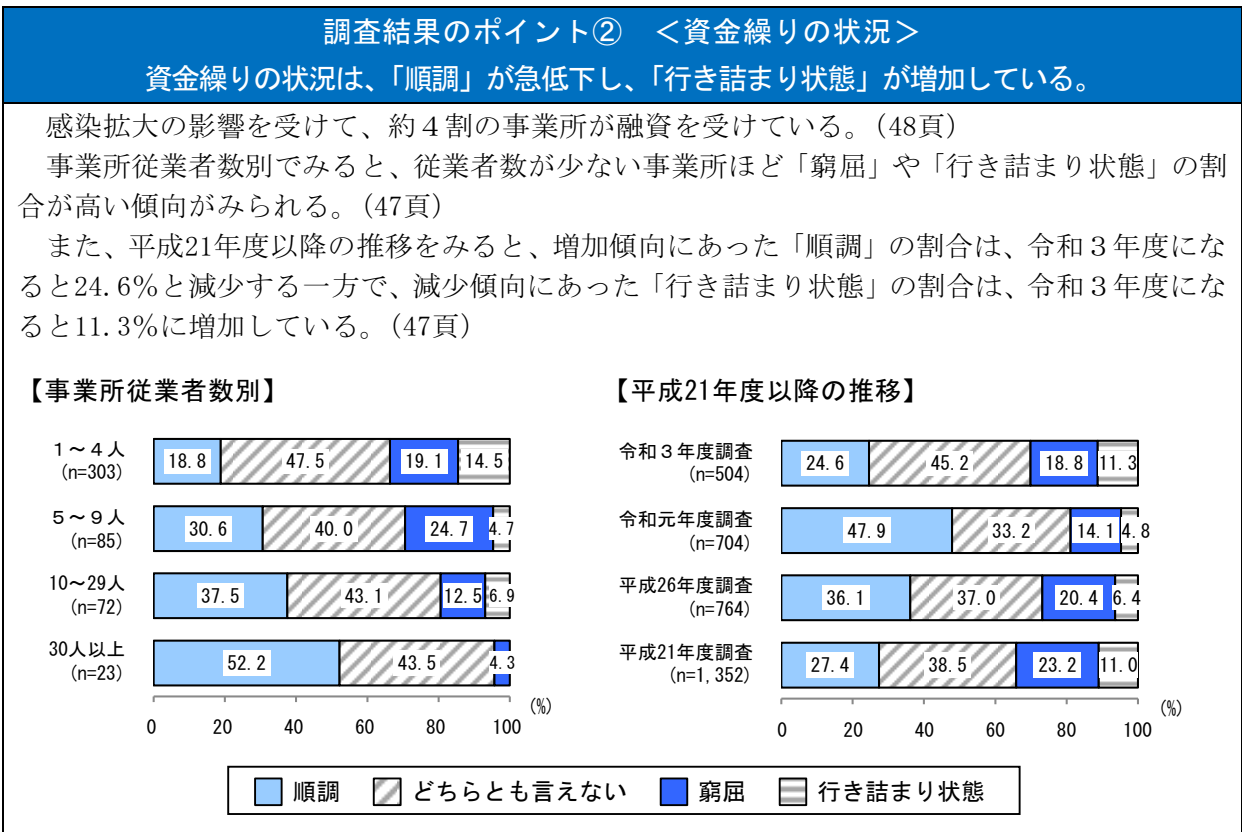 調査結果のポイント② ＜資金繰りの状況＞
資金繰りの状況は、「順調」が急低下し、「行き詰まり状態」が増加している。
感染拡大の影響を受けて、約４割の事業所が融資を受けている。(48頁)
事業所従業者数別でみると、従業者数が少ない事業所ほど「窮屈」や「行き詰まり状態」の割
合が高い傾向がみられる。(47頁)
また、平成21年度以降の推移をみると、増加傾向にあった「順調」の割合は、令和３年度にな
ると24.6％と減少する一方で、減少傾向にあった「行き詰まり状態」の割合は、令和３年度にな
ると11.3％に増加している。(47頁)
【事業所従業者数別】
１～４人
(n=303)
18.8 47.5 19.1 14.5
５～９人
(n=85)
30.6 40.0 24.7 4.7
10～29人
(n=72)
37.5 43.1 12.5 6.9
30人以上
(n=23)
52.2 43.5 4.3
0 20 40 60 80 100 (%)
【平成21年度以降の推移】
令和３年度調査
(n=504)
24.6 45.2 18.8 11.3
令和元年度調査
(n=704)
47.9 33.2 14.1 4.8
平成26年度調査
(n=764)
36.1 37.0 20.4 6.4
平成21年度調査
(n=1,352)
27.4 38.5 23.2 11.0
0 20 40 60 80 100 (%)
順調 どちらとも言えない 窮屈 行き詰まり状態